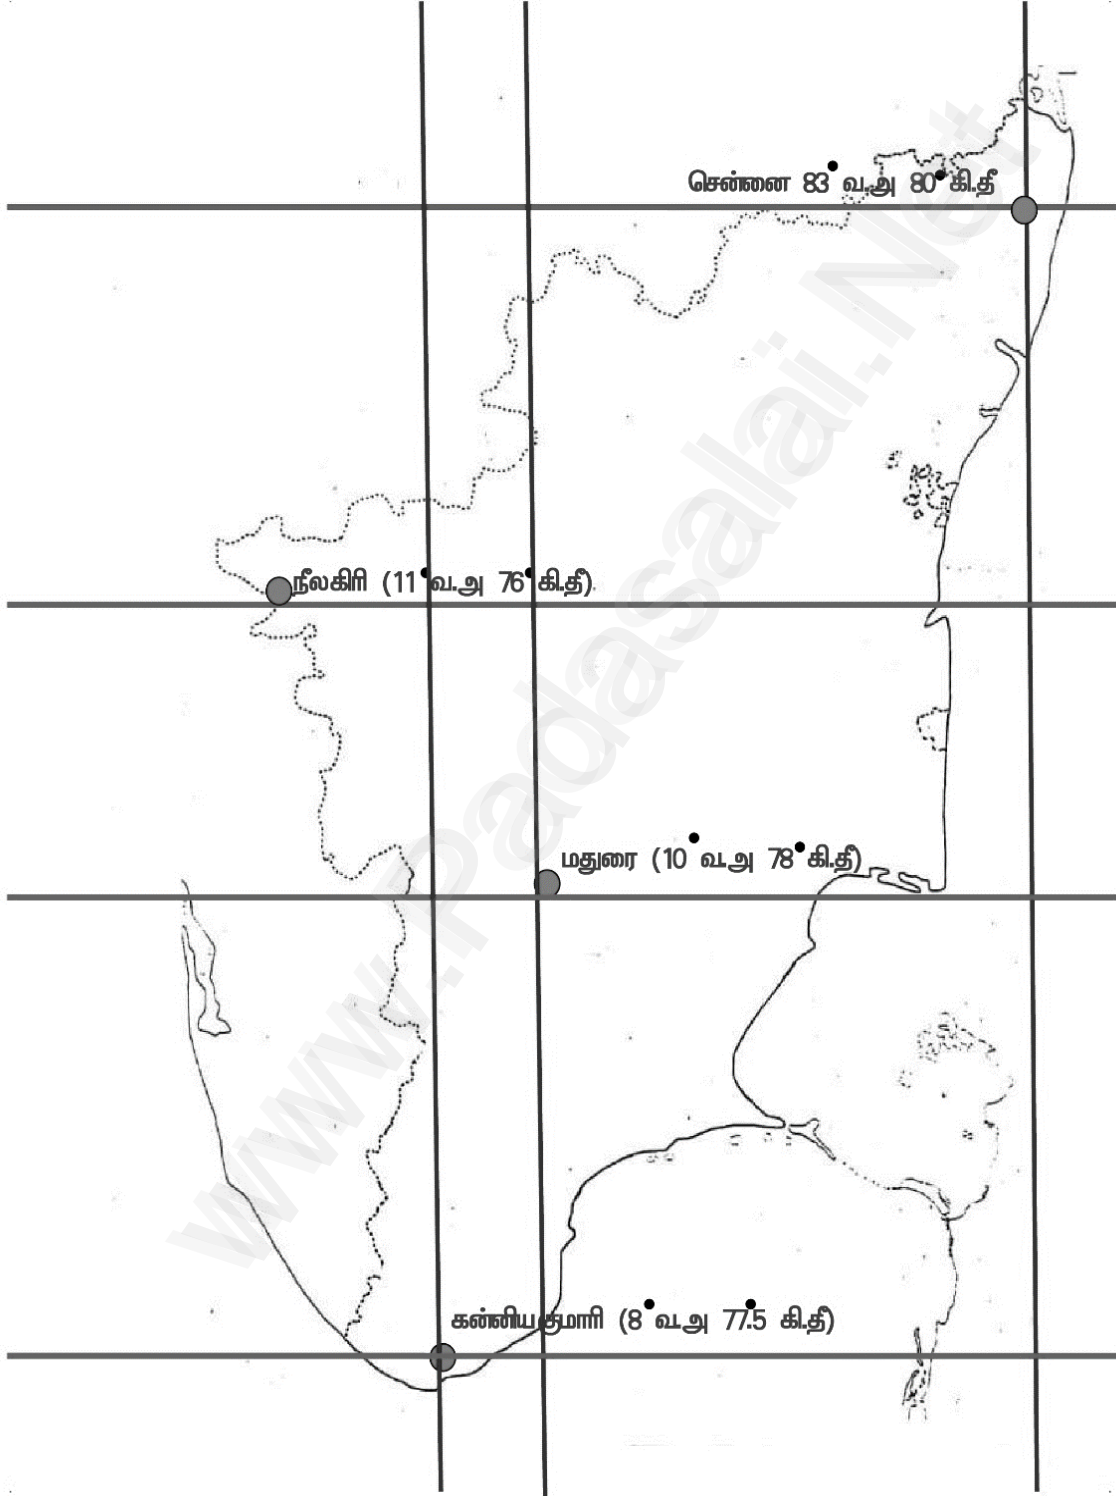 சென்னை 83° வ.அ 80° கி.தீ
நீலகிரி (11° வ.அ 76° கி.தீ)
மதுரை (10° வ.அ 78° கி.தீ)
கன்னியகுமாரி (8° வ.அ 77.5° கி.தீ)
www.Padasalai.Net